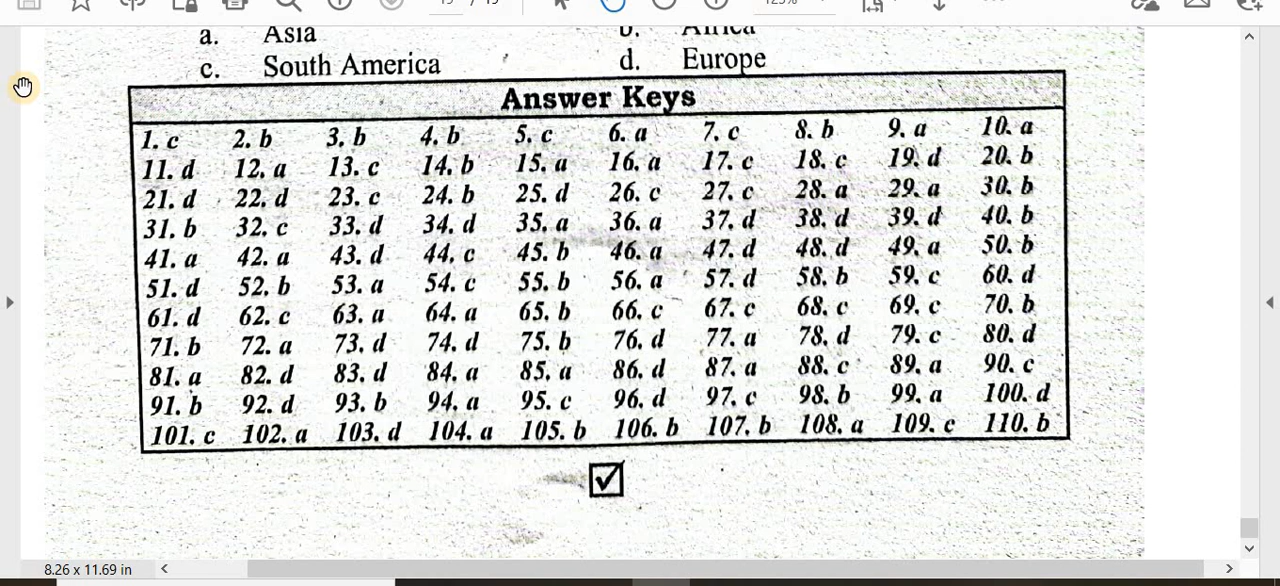 a. Asia b. Africa
c. South America d. Europe
Answer Keys
1. c 2. b 3. b 4. b 5. c 6. a 7. c 8. b 9. a 10. a
11. d 12. a 13. c 14. b 15. a 16. a 17. c 18. c 19. d 20. b
21. d 22. d 23. c 24. b 25. d 26. c 27. c 28. a 29. a 30. b
31. b 32. c 33. d 34. d 35. a 36. a 37. d 38. d 39. d 40. b
41. a 42. a 43. d 44. c 45. b 46. a 47. d 48. d 49. a 50. b
51. d 52. b 53. a 54. c 55. b 56. a 57. d 58. b 59. c 60. d
61. d 62. c 63. a 64. a 65. b 66. c 67. c 68. c 69. c 70. b
71. b 72. a 73. d 74. d 75. b 76. d 77. a 78. d 79. c 80. d
81. a 82. d 83. d 84. a 85. a 86. d 87. a 88. c 89. a 90. c
91. b 92. d 93. b 94. a 95. c 96. d 97. c 98. b 99. a 100. d
101. c 102. a 103. d 104. a 105. b 106. b 107. b 108. a 109. c 110. b
8.26 x 11.69 in